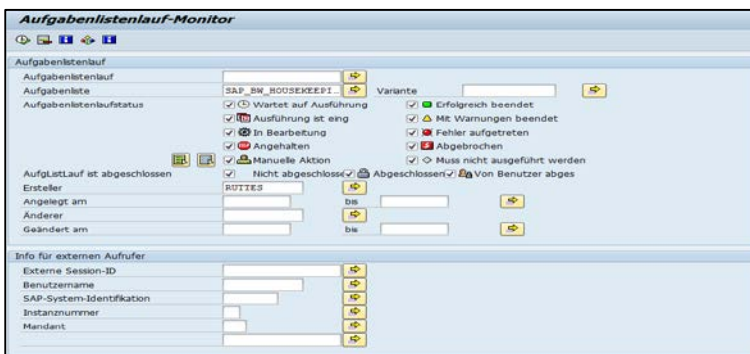 Aufgabenlistenlauf-Monitor
Aufgabenlistenlauf
Aufgabenlistenlauf
Aufgabenliste SAP_BW_HOUSEKEEPI... Variante
Aufgabenlistenlaufstatus Wartet auf Ausführung Erfolgreich beendet
Ausführung ist eing Mit Warnungen beendet
In Bearbeitung Fehler aufgetreten
Angehalten Abgebrochen
Manuelle Aktion Muss nicht ausgeführt werden
AufgListLauf ist abgeschlossen Nicht abgeschlosse Abgeschlossen Von Benutzer abges
Ersteller RUTTES
Angelegt am bis
Änderer
Geändert am bis
Info für externen Aufrufer
Externe Session-ID
Benutzername
SAP-System-Identifikation
Instanznummer
Mandant